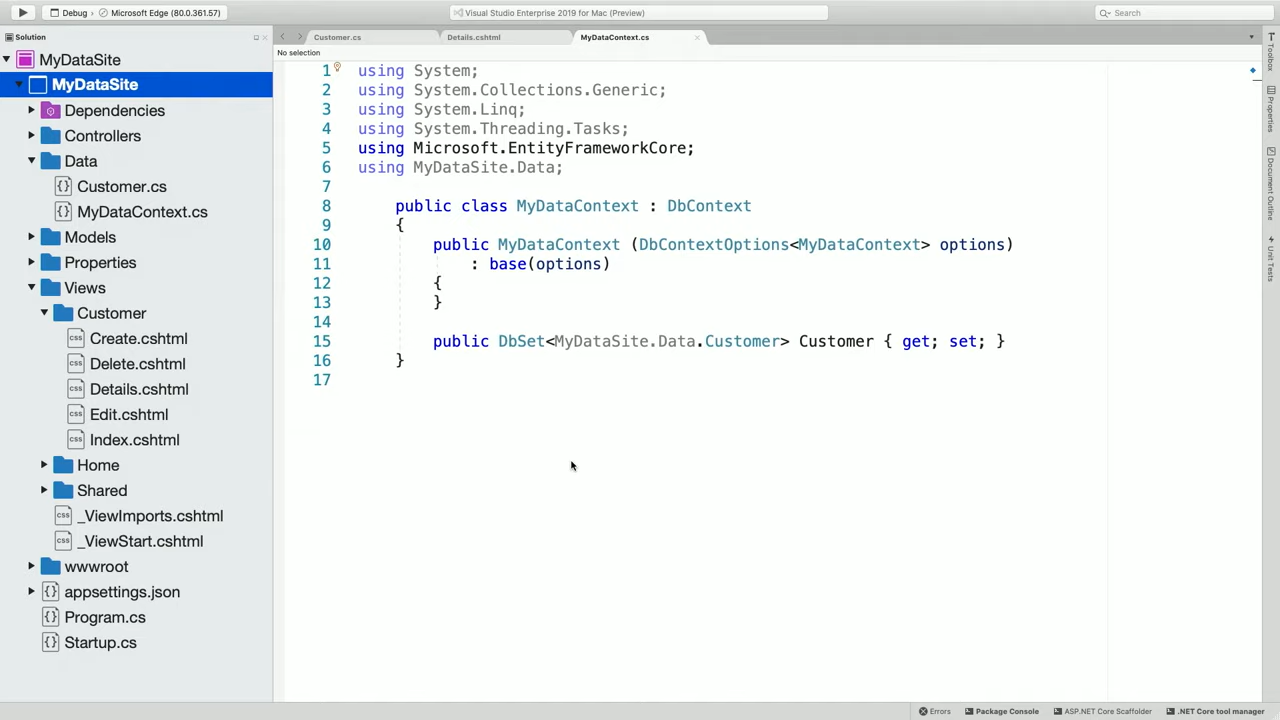 Debug › Microsoft Edge (80.0.361.57)
Visual Studio Enterprise 2019 for Mac (Preview)
Search
Solution
Customer.cs
Details.cshtml
MyDataContext.cs
No selection
MyDataSite
MyDataSite
Dependencies
Controllers
Data
Customer.cs
MyDataContext.cs
Models
Properties
Views
Customer
Create.cshtml
Delete.cshtml
Details.cshtml
Edit.cshtml
Index.cshtml
Home
Shared
_ViewImports.cshtml
_ViewStart.cshtml
wwwroot
appsettings.json
Program.cs
Startup.cs
1 using System;
2 using System.Collections.Generic;
3 using System.Linq;
4 using System.Threading.Tasks;
5 using Microsoft.EntityFrameworkCore;
6 using MyDataSite.Data;
7
8 public class MyDataContext : DbContext
9 {
10 public MyDataContext (DbContextOptions<MyDataContext> options)
11 : base(options)
12 {
13 }
14
15 public DbSet<MyDataSite.Data.Customer> Customer { get; set; }
16 }
17
Toolbox
Properties
Document Outline
Unit Tests
Errors
Package Console
ASP.NET Core Scaffolder
.NET Core tool manager